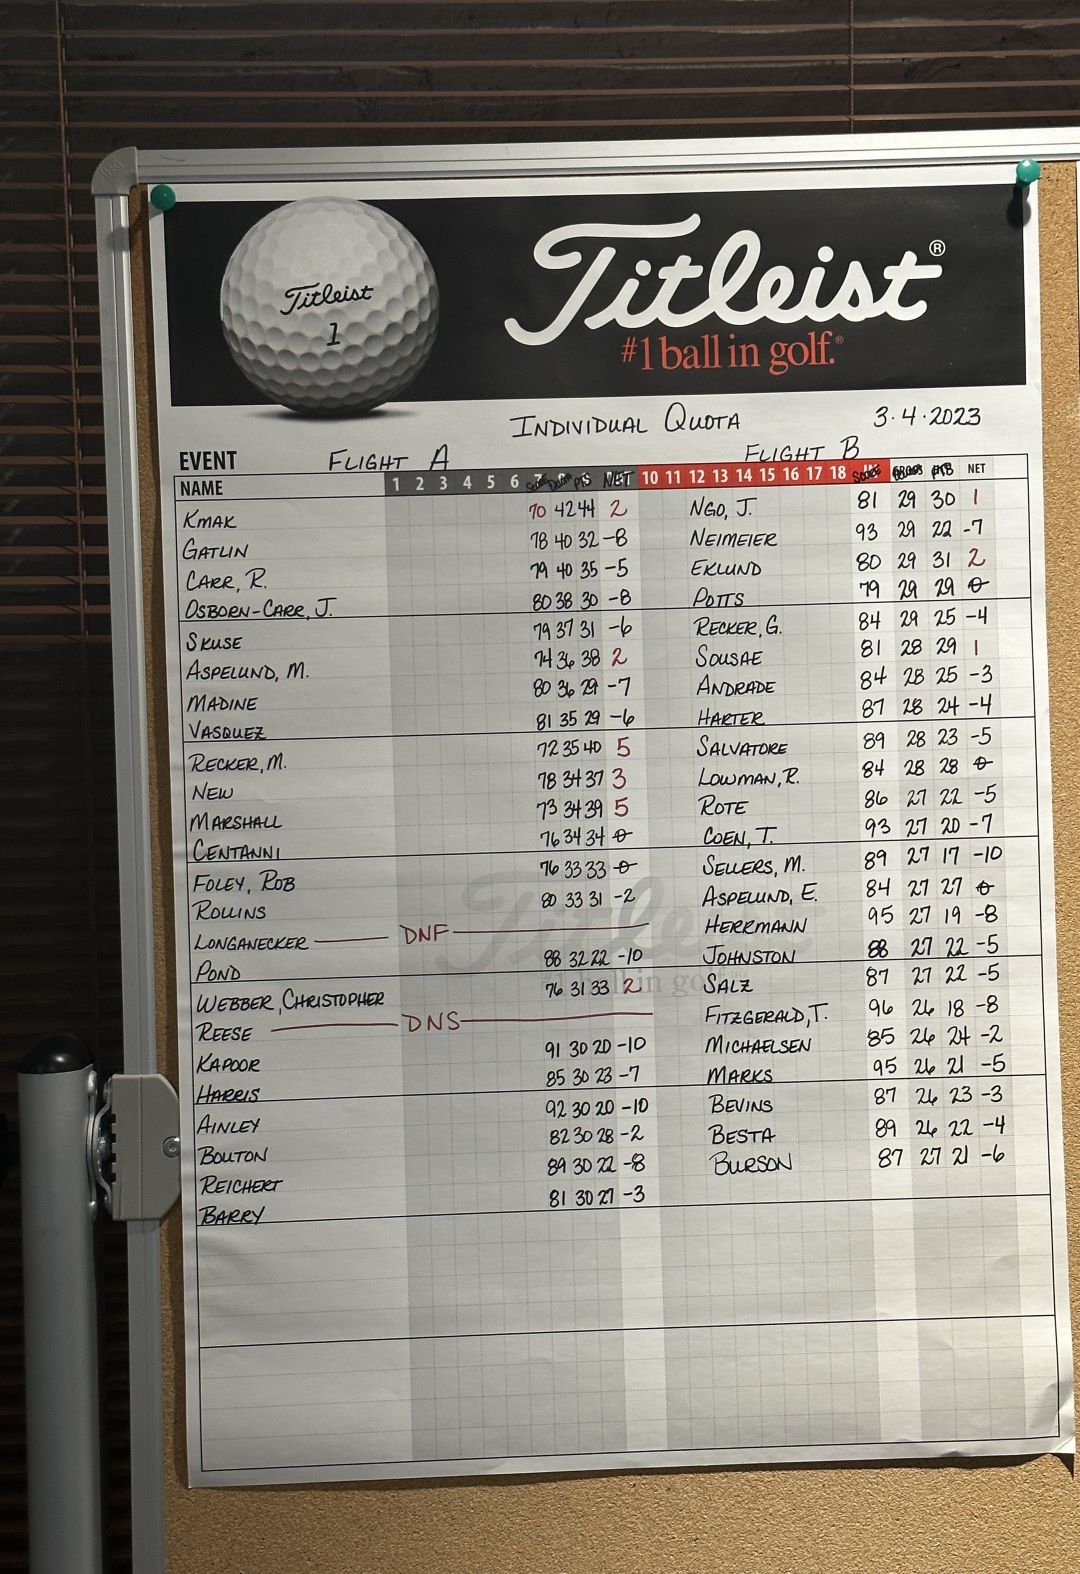 Titleist
1
Titleist®
#1 ball in golf.®
INDIVIDUAL QUOTA 3·4·2023
EVENT FLIGHT A FLIGHT B
NAME 1 2 3 4 5 6 SCORE QUOTA PTS NET 10 11 12 13 14 15 16 17 18 SCORE QUOTA PTS NET
KMAK 70 42 44 2 NGO, J. 81 29 30 1
GATLIN 78 40 32 -8 NEIMEIER 93 29 22 -7
CARR, R. 79 40 35 -5 EKLUND 80 29 31 2
OSBORN-CARR, J. 80 38 30 -8 POTTS 79 29 29 0
SKUSE 79 37 31 -6 RECKER, G. 84 29 25 -4
ASPELUND, M. 74 36 38 2 SOUSAE 81 28 29 1
MADINE 80 36 29 -7 ANDRADE 84 28 25 -3
VASQUEZ 81 35 29 -6 HARTER 87 28 24 -4
RECKER, M. 72 35 40 5 SALVATORE 89 28 23 -5
NEW 78 34 37 3 LOWMAN, R. 84 28 28 0
MARSHALL 73 34 39 5 ROTE 86 27 22 -5
CENTANNI 76 34 34 0 COEN, T. 93 27 20 -7
FOLEY, ROB 76 33 33 0 SELLERS, M. 89 27 17 -10
ROLLINS 80 33 31 -2 ASPELUND, E. 84 27 27 0
LONGANECKER DNF HERRMANN 95 27 19 -8
POND 88 32 22 -10 JOHNSTON 88 27 22 -5
WEBBER, CHRISTOPHER 76 31 33 2 SALZ 87 27 22 -5
REESE DNS FITZGERALD, T. 96 26 18 -8
KAPOOR 91 30 20 -10 MICHAELSEN 85 26 24 -2
HARRIS 85 30 23 -7 MARKS 95 26 21 -5
AINLEY 92 30 20 -10 BEVINS 87 26 23 -3
BOUTON 82 30 28 -2 BESTA 89 26 22 -4
REICHERT 89 30 22 -8 BURSON 87 27 21 -6
BARRY 81 30 27 -3